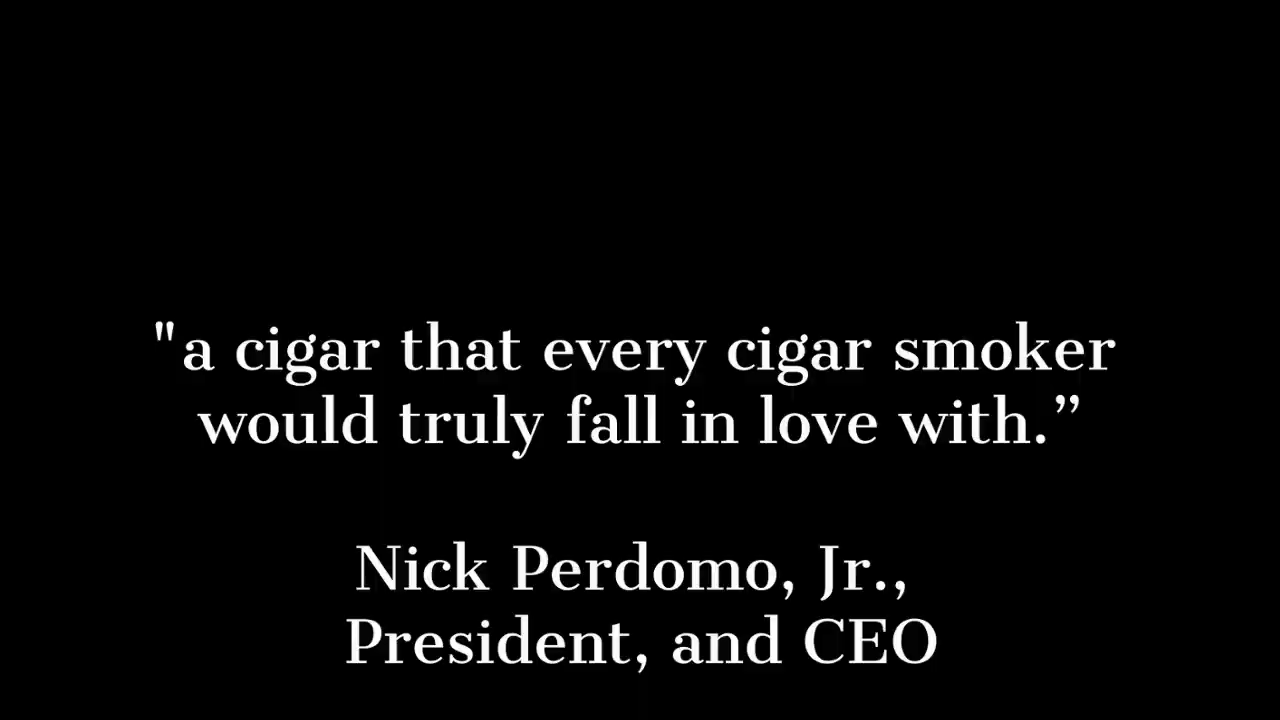 "a cigar that every cigar smoker
would truly fall in love with.”
Nick Perdomo, Jr.,
President, and CEO